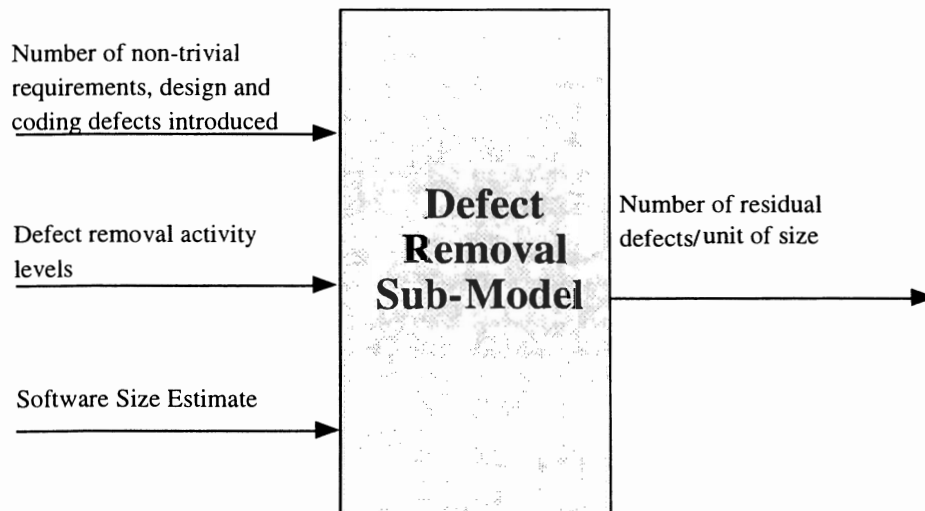 Number of non-trivial
requirements, design and
coding defects introduced
Defect removal activity
levels
Software Size Estimate
Defect
Removal
Sub-Model
Number of residual
defects/unit of size